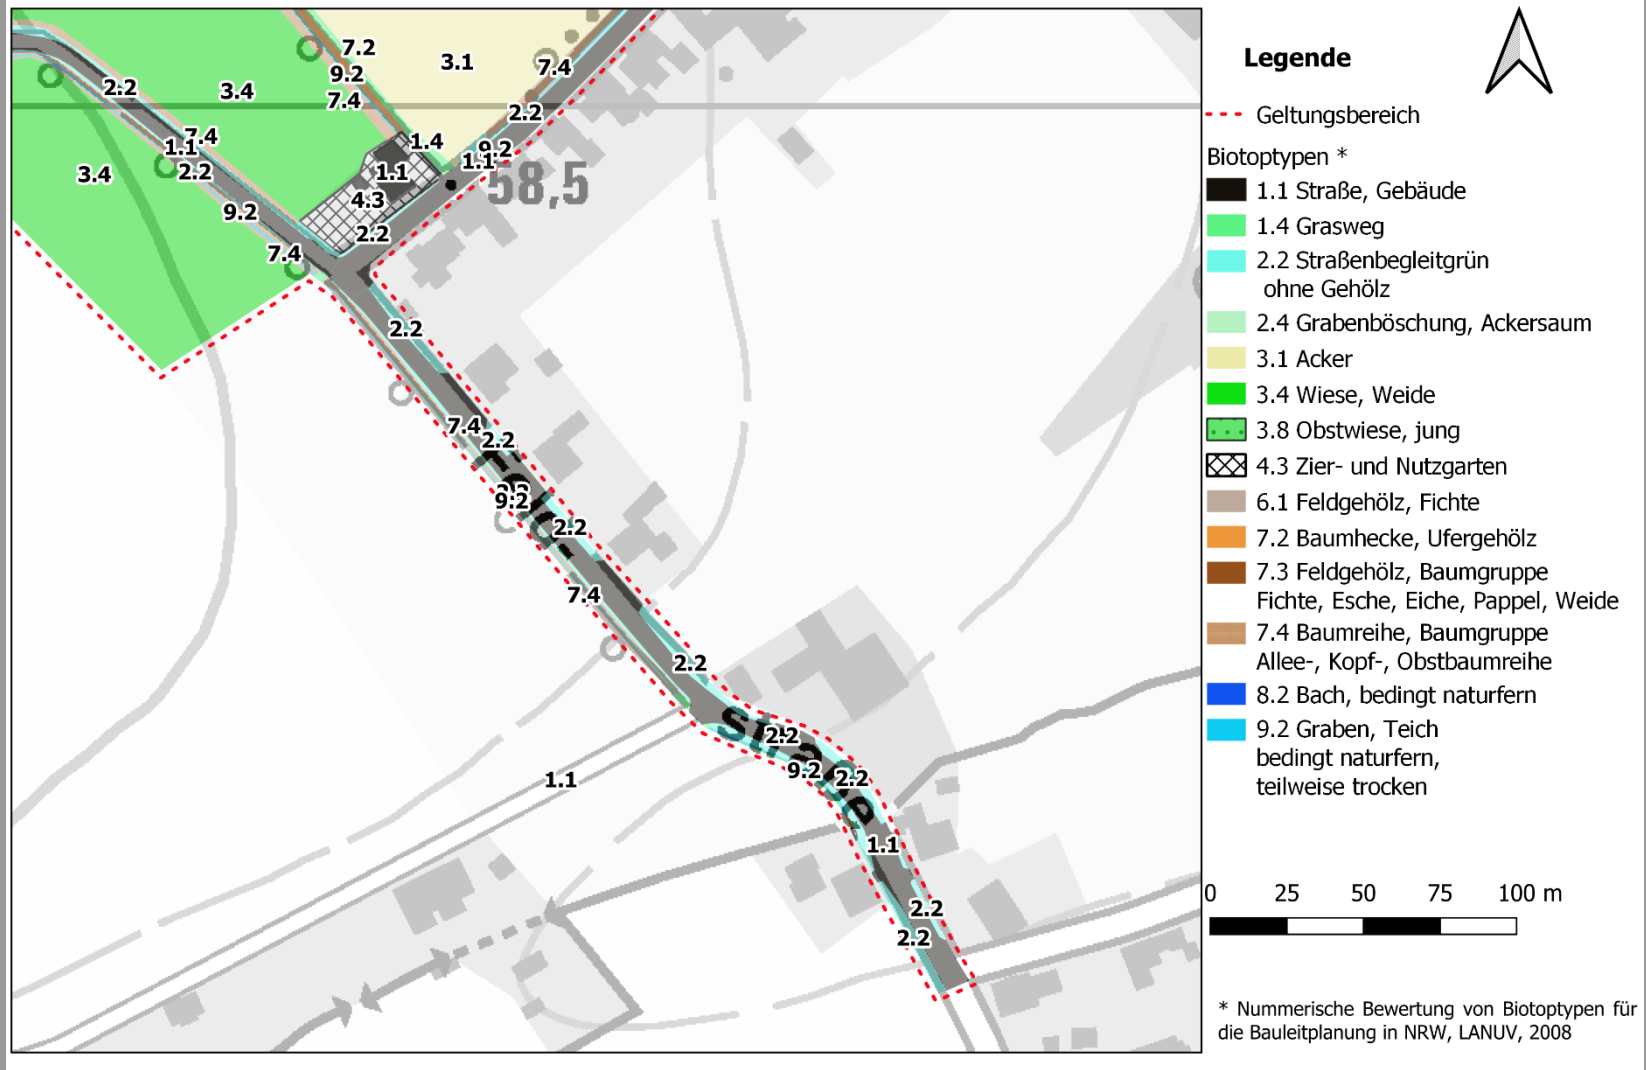 7.2
3.1
7.4
9.2
2.2
3.4
7.4
2.2
7.4
1.4
9.2
1.1
1.1
1.1
2.2
3.4
58,5
4.3
9.2
2.2
7.4
2.2
7.4
2.2
2.2
9.2
2.2
7.4
2.2
2.2
9.2
2.2
1.1
1.1
2.2
2.2
Legende
Geltungsbereich
Biotoptypen *
1.1 Straße, Gebäude
1.4 Grasweg
2.2 Straßenbegleitgrün
ohne Gehölz
2.4 Grabenböschung, Ackersaum
3.1 Acker
3.4 Wiese, Weide
3.8 Obstwiese, jung
4.3 Zier- und Nutzgarten
6.1 Feldgehölz, Fichte
7.2 Baumhecke, Ufergehölz
7.3 Feldgehölz, Baumgruppe
Fichte, Esche, Eiche, Pappel, Weide
7.4 Baumreihe, Baumgruppe
Allee-, Kopf-, Obstbaumreihe
8.2 Bach, bedingt naturfern
9.2 Graben, Teich
bedingt naturfern,
teilweise trocken
0 25 50 75 100 m
* Nummerische Bewertung von Biotoptypen für
die Bauleitplanung in NRW, LANUV, 2008